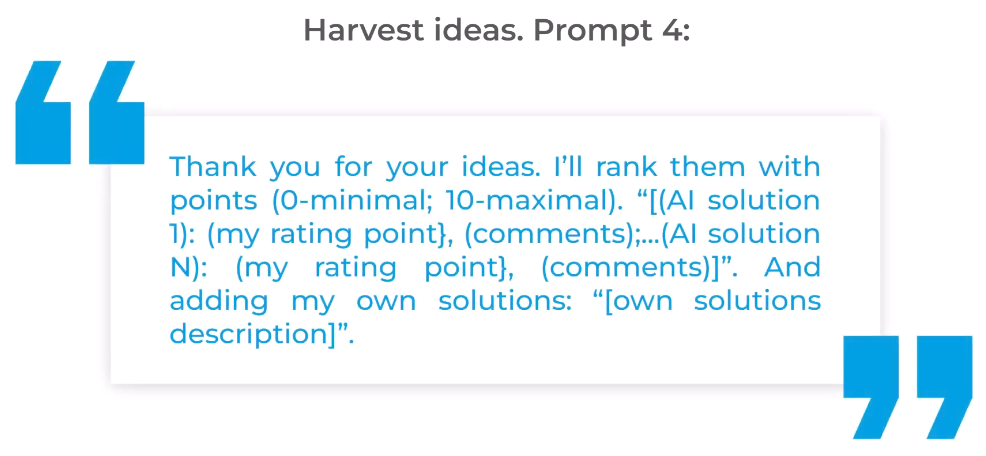 Harvest ideas. Prompt 4:
Thank you for your ideas. I’ll rank them with
points (0-minimal; 10-maximal). “[(AI solution
1): (my rating point}, (comments);...(AI solution
N): (my rating point}, (comments)]”. And
adding my own solutions: “[own solutions
description]”.